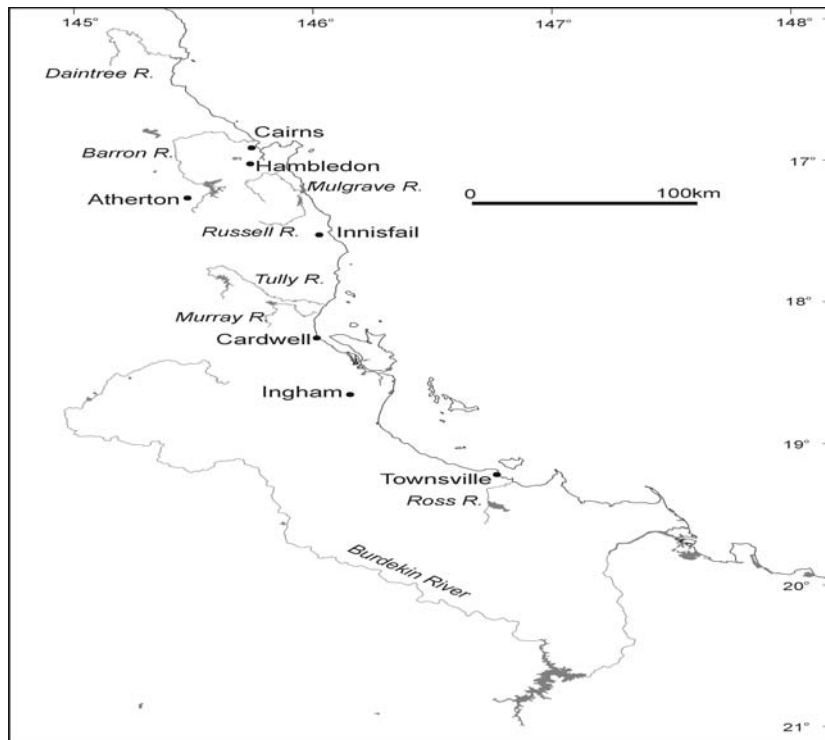 145° 146° 147° 148°
Daintree R.
Cairns
Barron R.
Hambledon
17°
Mulgrave R.
0 100km
Atherton
Russell R.
Innisfail
Tully R.
18°
Murray R.
Cardwell
Ingham
19°
Townsville
Ross R.
Burdekin River
20°
21°